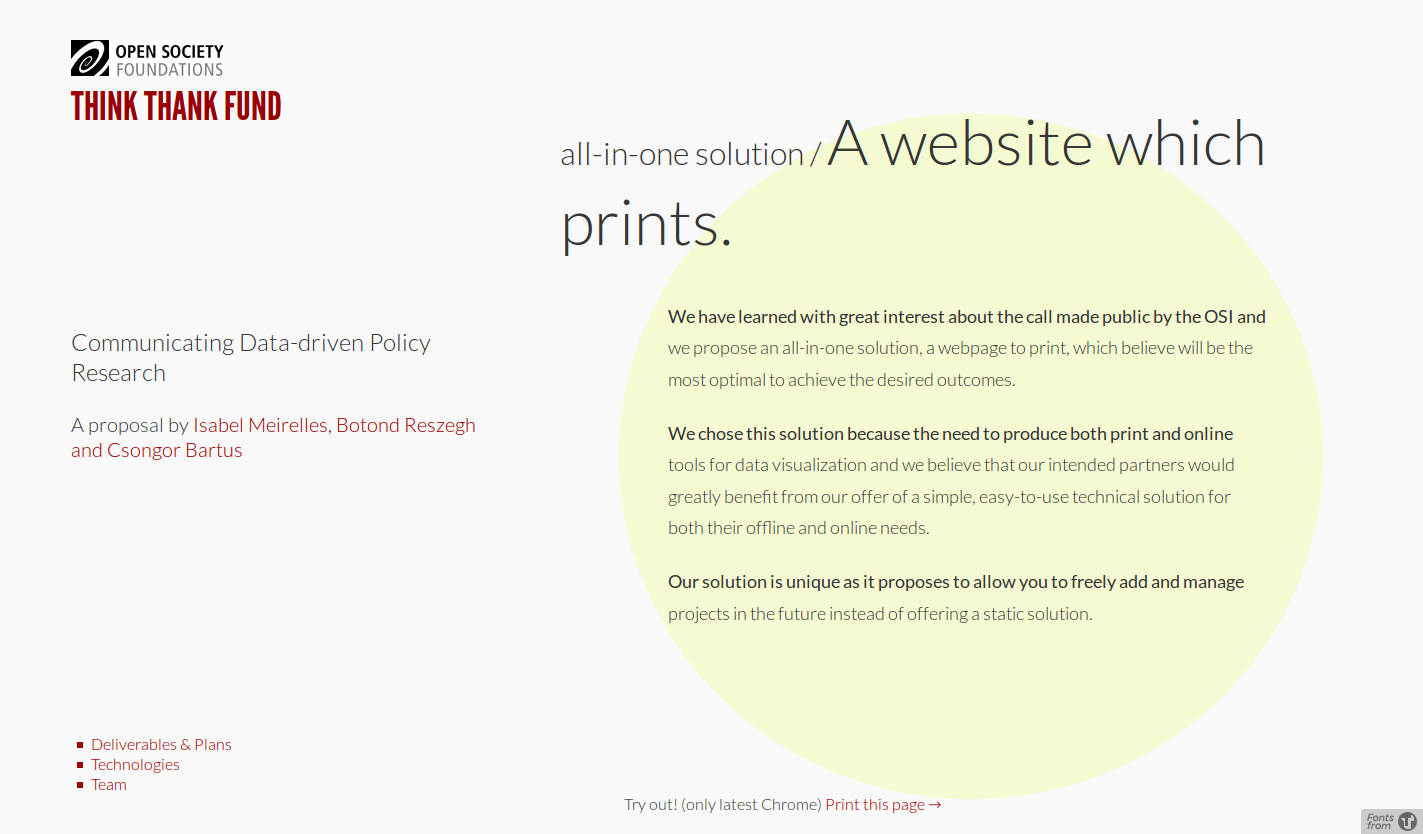 OPEN SOCIETY
FOUNDATIONS
THINK THANK FUND
all-in-one solution / A website which
prints.
Communicating Data-driven Policy
Research
A proposal by Isabel Meirelles, Botond Reszegh
and Csongor Bartus
We have learned with great interest about the call made public by the OSI and
we propose an all-in-one solution, a webpage to print, which believe will be the
most optimal to achieve the desired outcomes.
We chose this solution because the need to produce both print and online
tools for data visualization and we believe that our intended partners would
greatly benefit from our offer of a simple, easy-to-use technical solution for
both their offline and online needs.
Our solution is unique as it proposes to allow you to freely add and manage
projects in the future instead of offering a static solution.
Deliverables & Plans
Technologies
Team
Try out! (only latest Chrome) Print this page →
Fonts
from